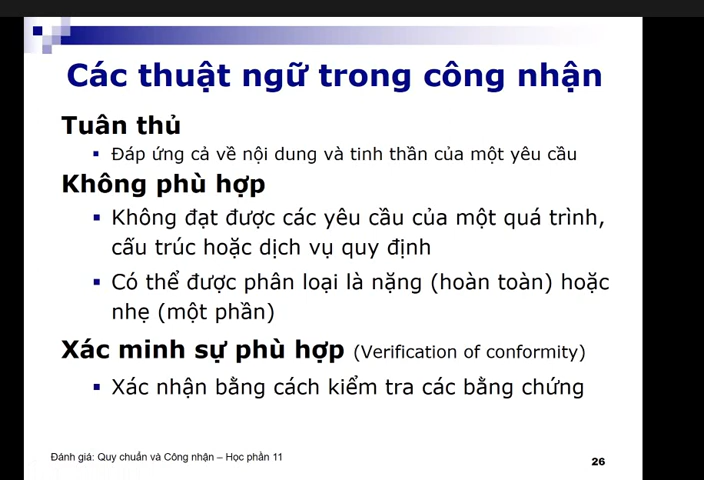 Các thuật ngữ trong công nhận
Tuân thủ
▪ Đáp ứng cả về nội dung và tinh thần của một yêu cầu
Không phù hợp
▪ Không đạt được các yêu cầu của một quá trình,
cấu trúc hoặc dịch vụ quy định
▪ Có thể được phân loại là nặng (hoàn toàn) hoặc
nhẹ (một phần)
Xác minh sự phù hợp (Verification of conformity)
▪ Xác nhận bằng cách kiểm tra các bằng chứng
Đánh giá: Quy chuẩn và Công nhận – Học phần 11
26